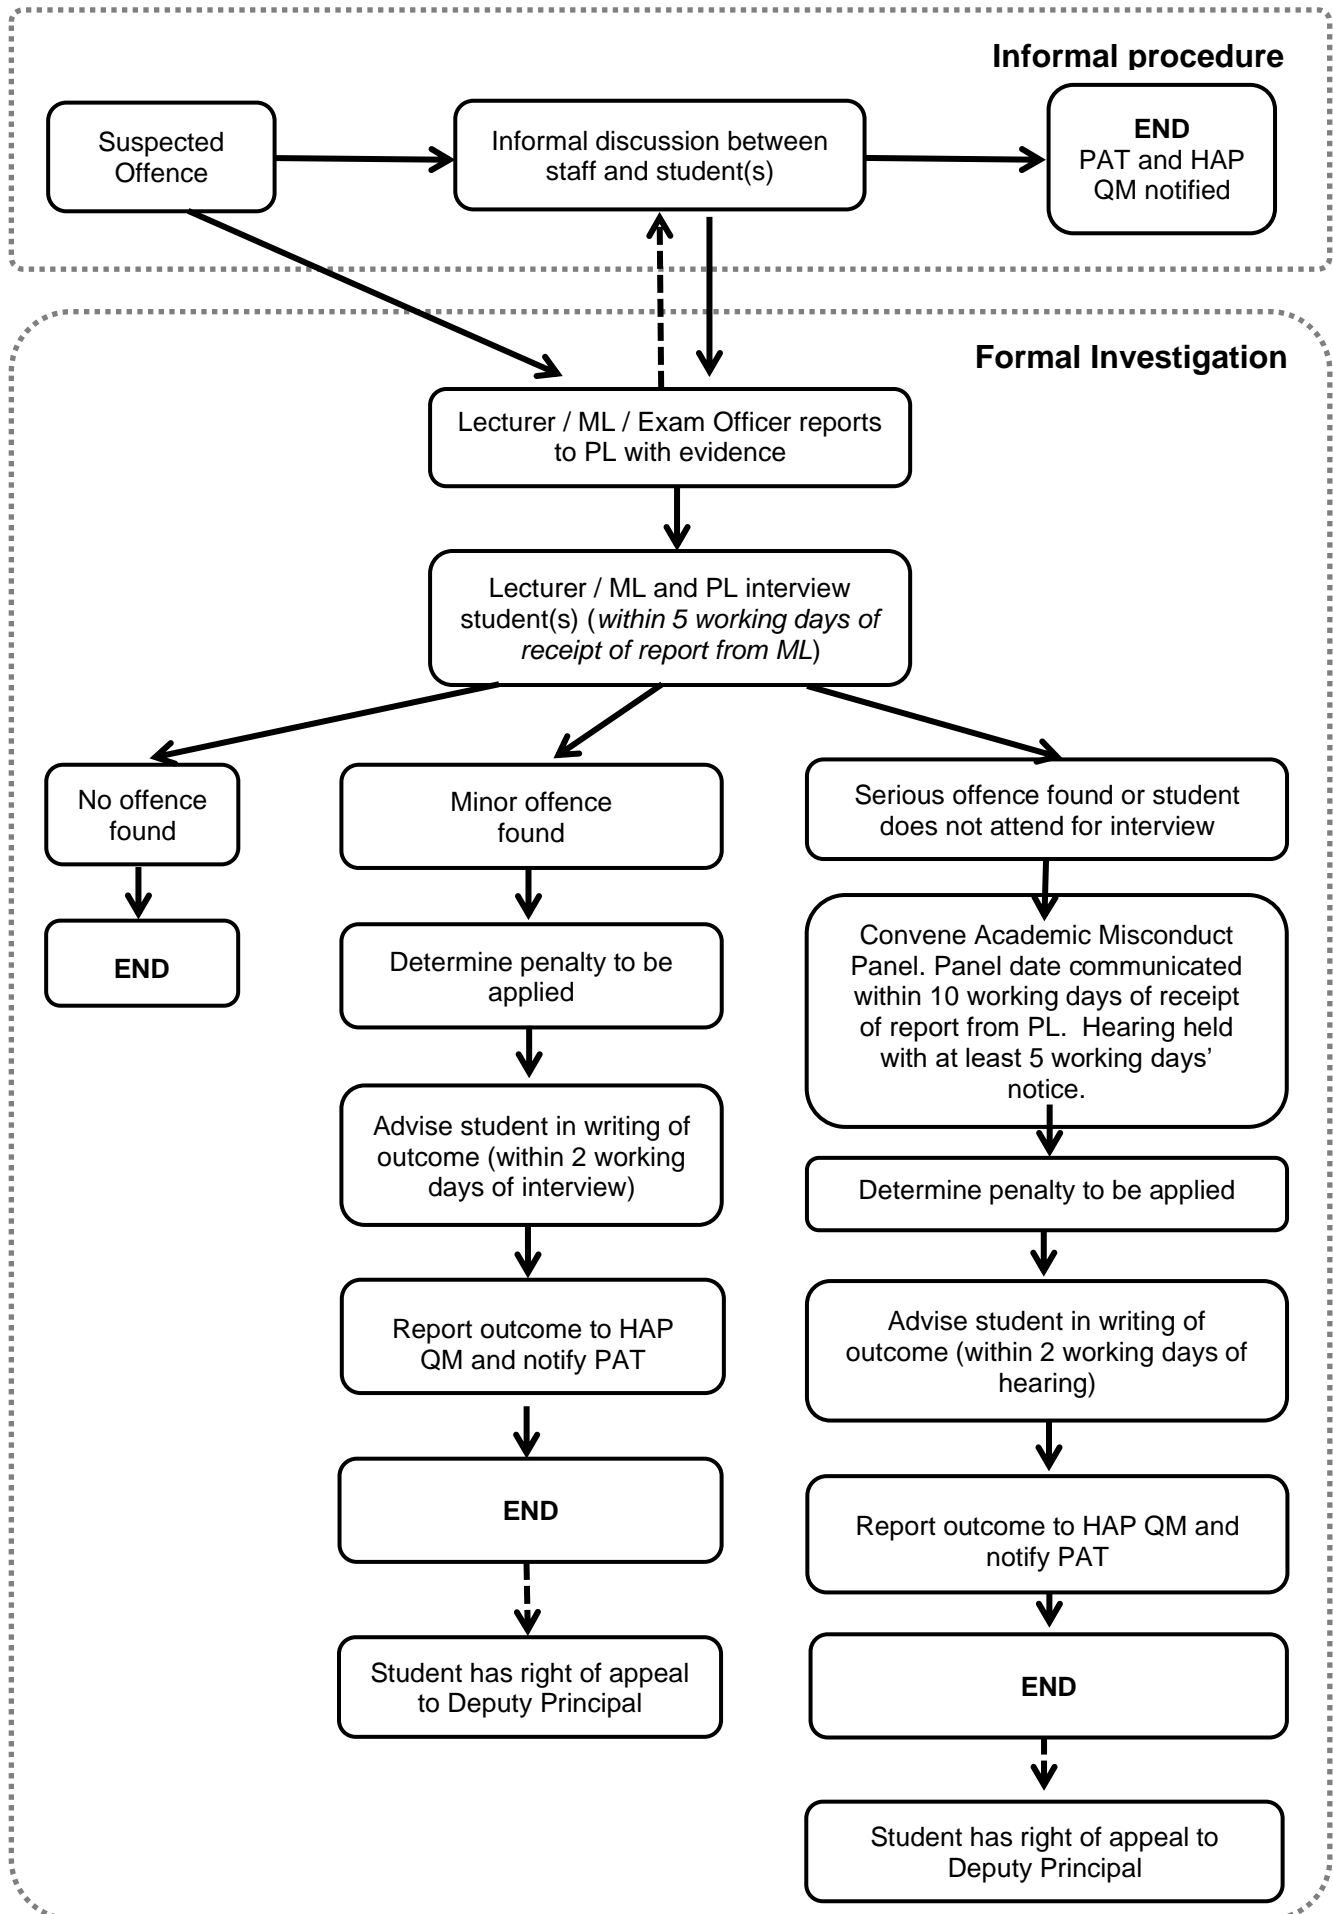 Informal procedure
Suspected
Offence
Informal discussion between
staff and student(s)
END
PAT and HAP
QM notified
Formal Investigation
Lecturer / ML / Exam Officer reports
to PL with evidence
Lecturer / ML and PL interview
student(s) (within 5 working days of
receipt of report from ML)
No offence
found
END
Minor offence
found
Determine penalty to be
applied
Advise student in writing of
outcome (within 2 working
days of interview)
Report outcome to HAP
QM and notify PAT
END
Student has right of appeal
to Deputy Principal
Serious offence found or student
does not attend for interview
Convene Academic Misconduct
Panel. Panel date communicated
within 10 working days of receipt
of report from PL.  Hearing held
with at least 5 working days’
notice.
Determine penalty to be applied
Advise student in writing of
outcome (within 2 working days of
hearing)
Report outcome to HAP QM and
notify PAT
END
Student has right of appeal to
Deputy Principal